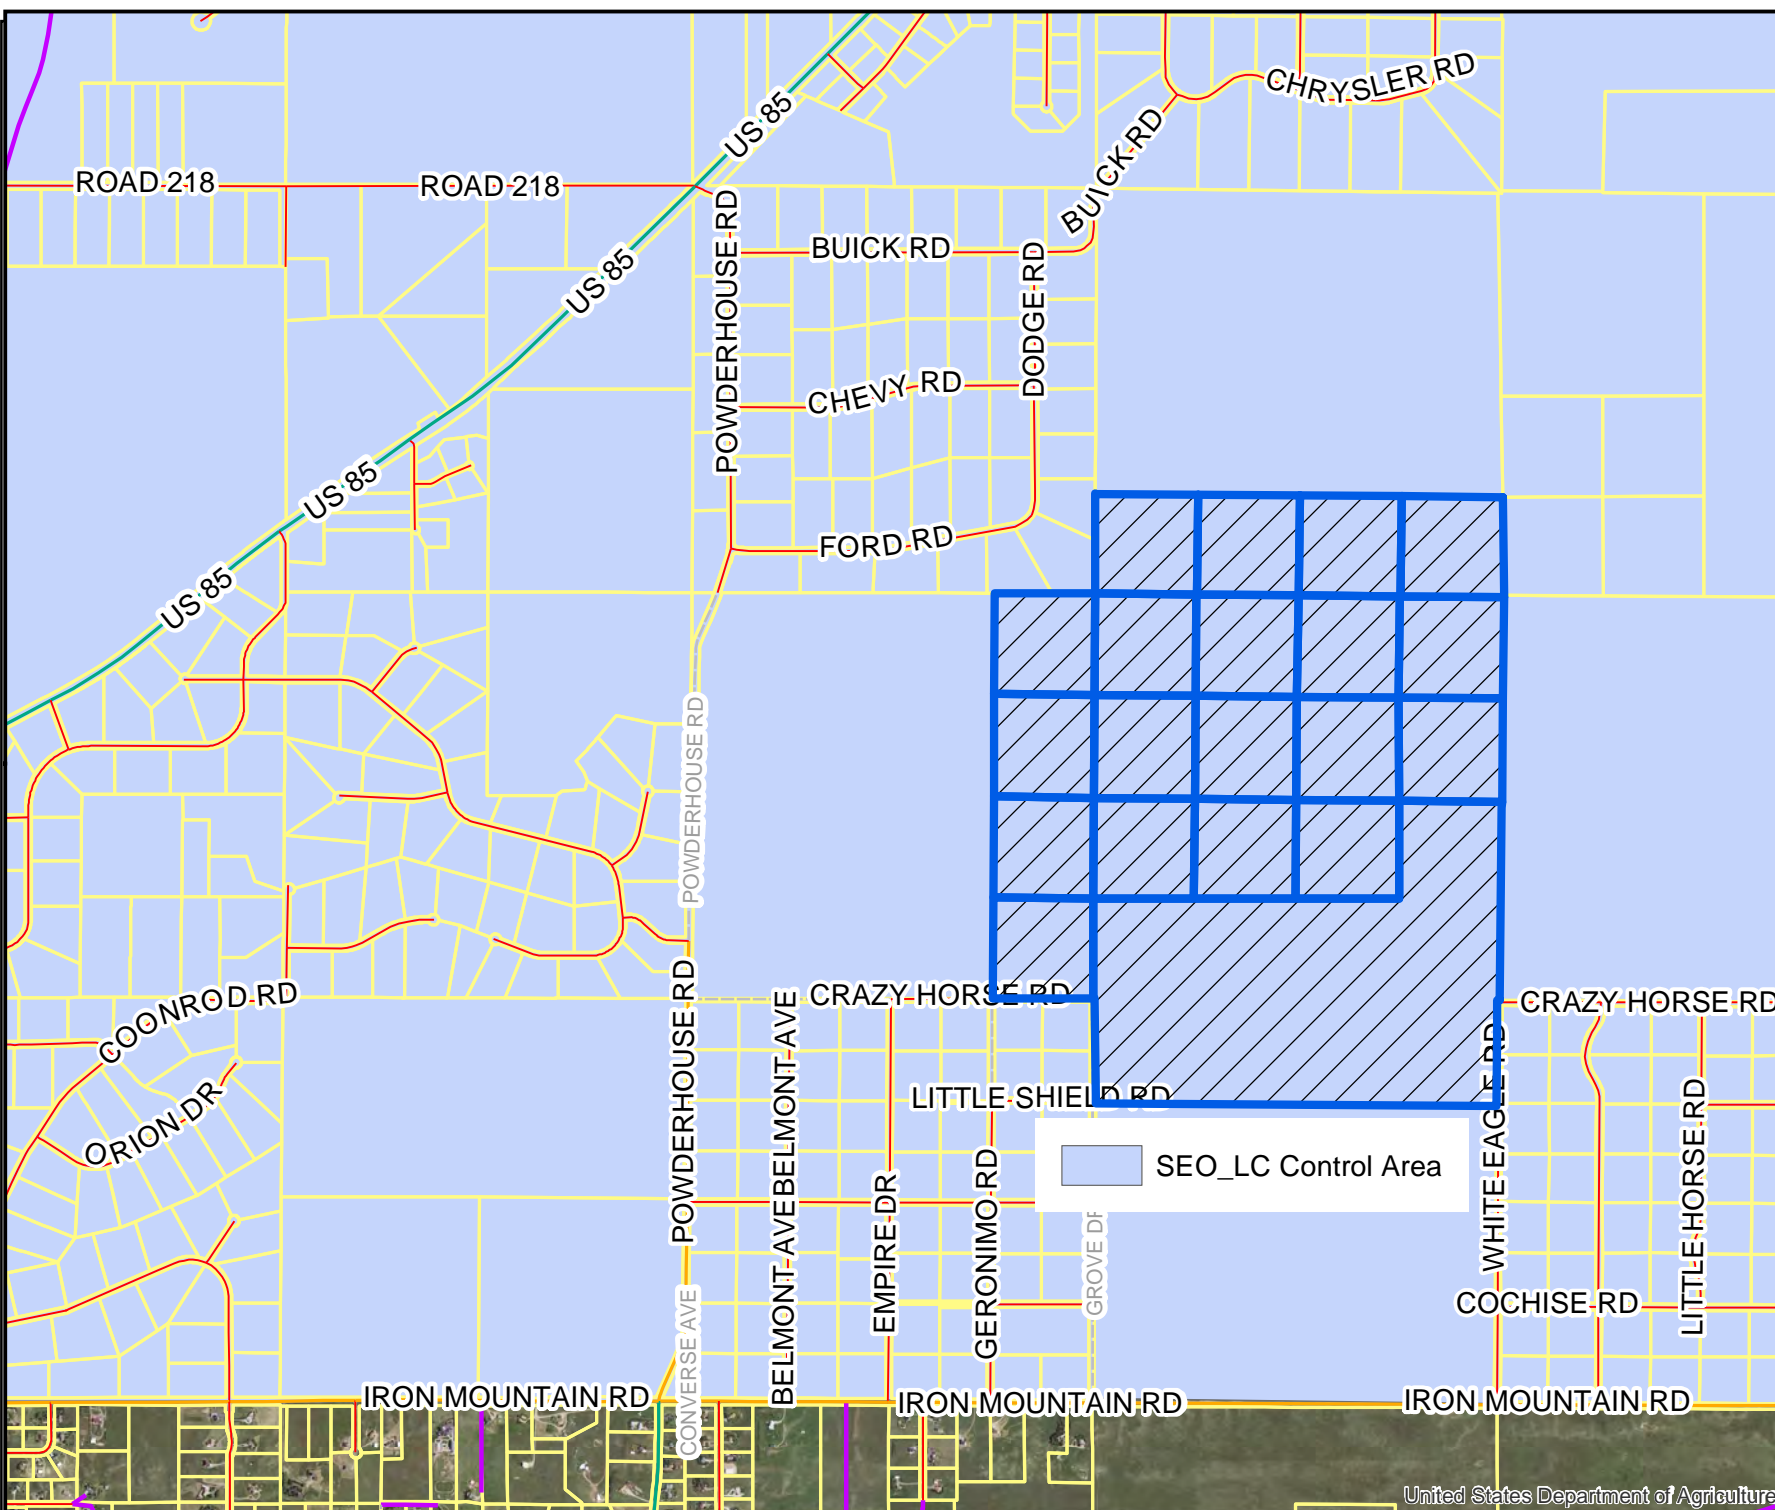 CHRYSLER RD
US 85
BUICK RD
ROAD 218
ROAD 218
POWDERHOUSE RD
BUICK RD
DODGE RD
US 85
CHEVY RD
US 85
FORD RD
US 85
POWDERHOUSE RD
COONROD RD
POWDERHOUSE RD
BELMONT AVEBELMONT AVE
CRAZY HORSE RD
CRAZY HORSE RD
ORION DR
LITTLE SHIELD RD
WHITE EAGLE RD
LITTLE HORSE RD
SEO_LC Control Area
EMPIRE DR
GERONIMO RD
GROVE DR
COCHISE RD
CONVERSE AVE
IRON MOUNTAIN RD
IRON MOUNTAIN RD
IRON MOUNTAIN RD
United States Department of Agriculture